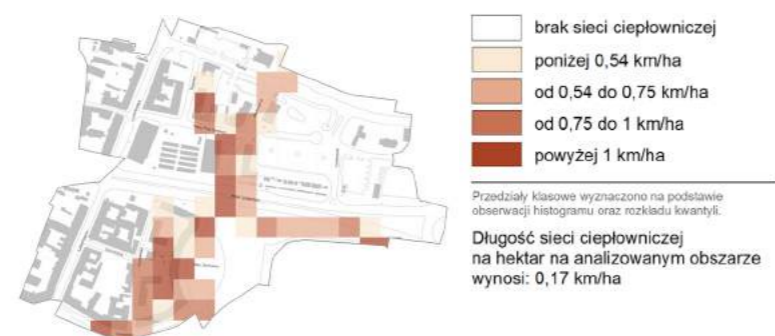 brak sieci ciepłowniczej
poniżej 0,54 km/ha
od 0,54 do 0,75 km/ha
od 0,75 do 1 km/ha
powyżej 1 km/ha
Przedziały klasowe wyznaczono na podstawie
obserwacji histogramu oraz rozkładu kwantyli.
Długość sieci ciepłowniczej
na hektar na analizowanym obszarze
wynosi: 0,17 km/ha